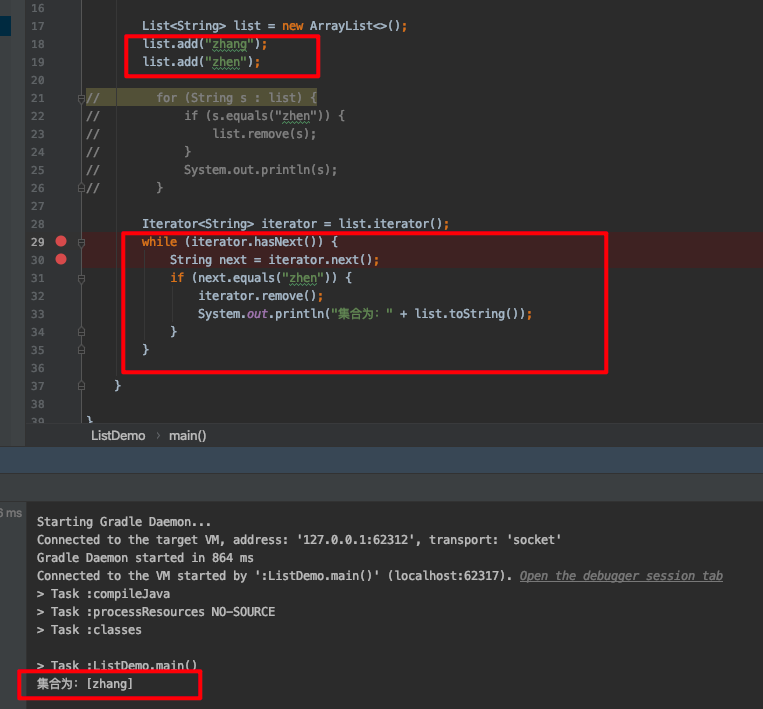 16
17 List<String> list = new ArrayList<>();
18 list.add("zhang");
19 list.add("zhen");
20
21 // for (String s : list) {
22 // if (s.equals("zhen")) {
23 // list.remove(s);
24 // }
25 // System.out.println(s);
26 // }
27
28 Iterator<String> iterator = list.iterator();
29 while (iterator.hasNext()) {
30 String next = iterator.next();
31 if (next.equals("zhen")) {
32 iterator.remove();
33 System.out.println("集合为：" + list.toString());
34 }
35 }
36
37 }
38
39 }
ListDemo > main()
6 ms
Starting Gradle Daemon...
Connected to the target VM, address: '127.0.0.1:62312', transport: 'socket'
Gradle Daemon started in 864 ms
Connected to the VM started by ':ListDemo.main()' (localhost:62317). Open the debugger session tab
> Task :compileJava
> Task :processResources NO-SOURCE
> Task :classes
> Task :ListDemo.main()
集合为：[zhang]